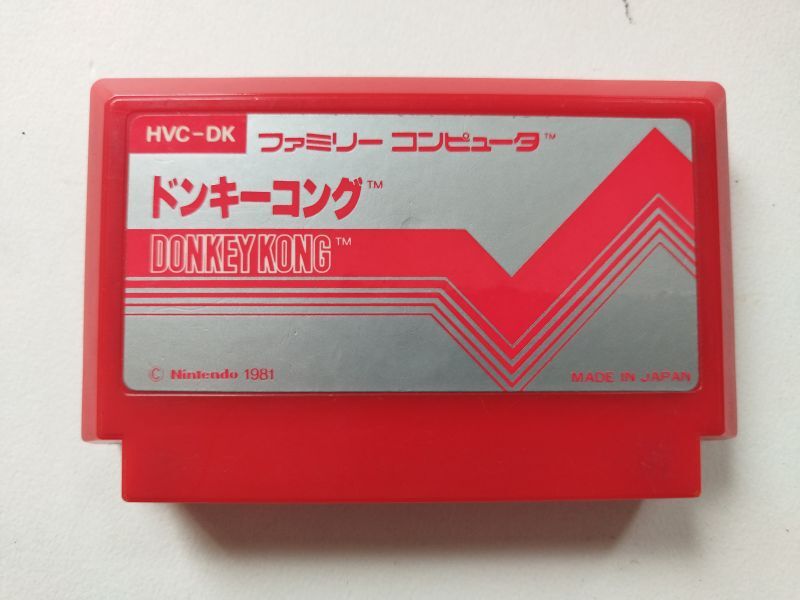 HVC-DK
ファミリー コンピュータ™
ドンキーコング™
DONKEY KONG™
© Nintendo 1981
MADE IN JAPAN